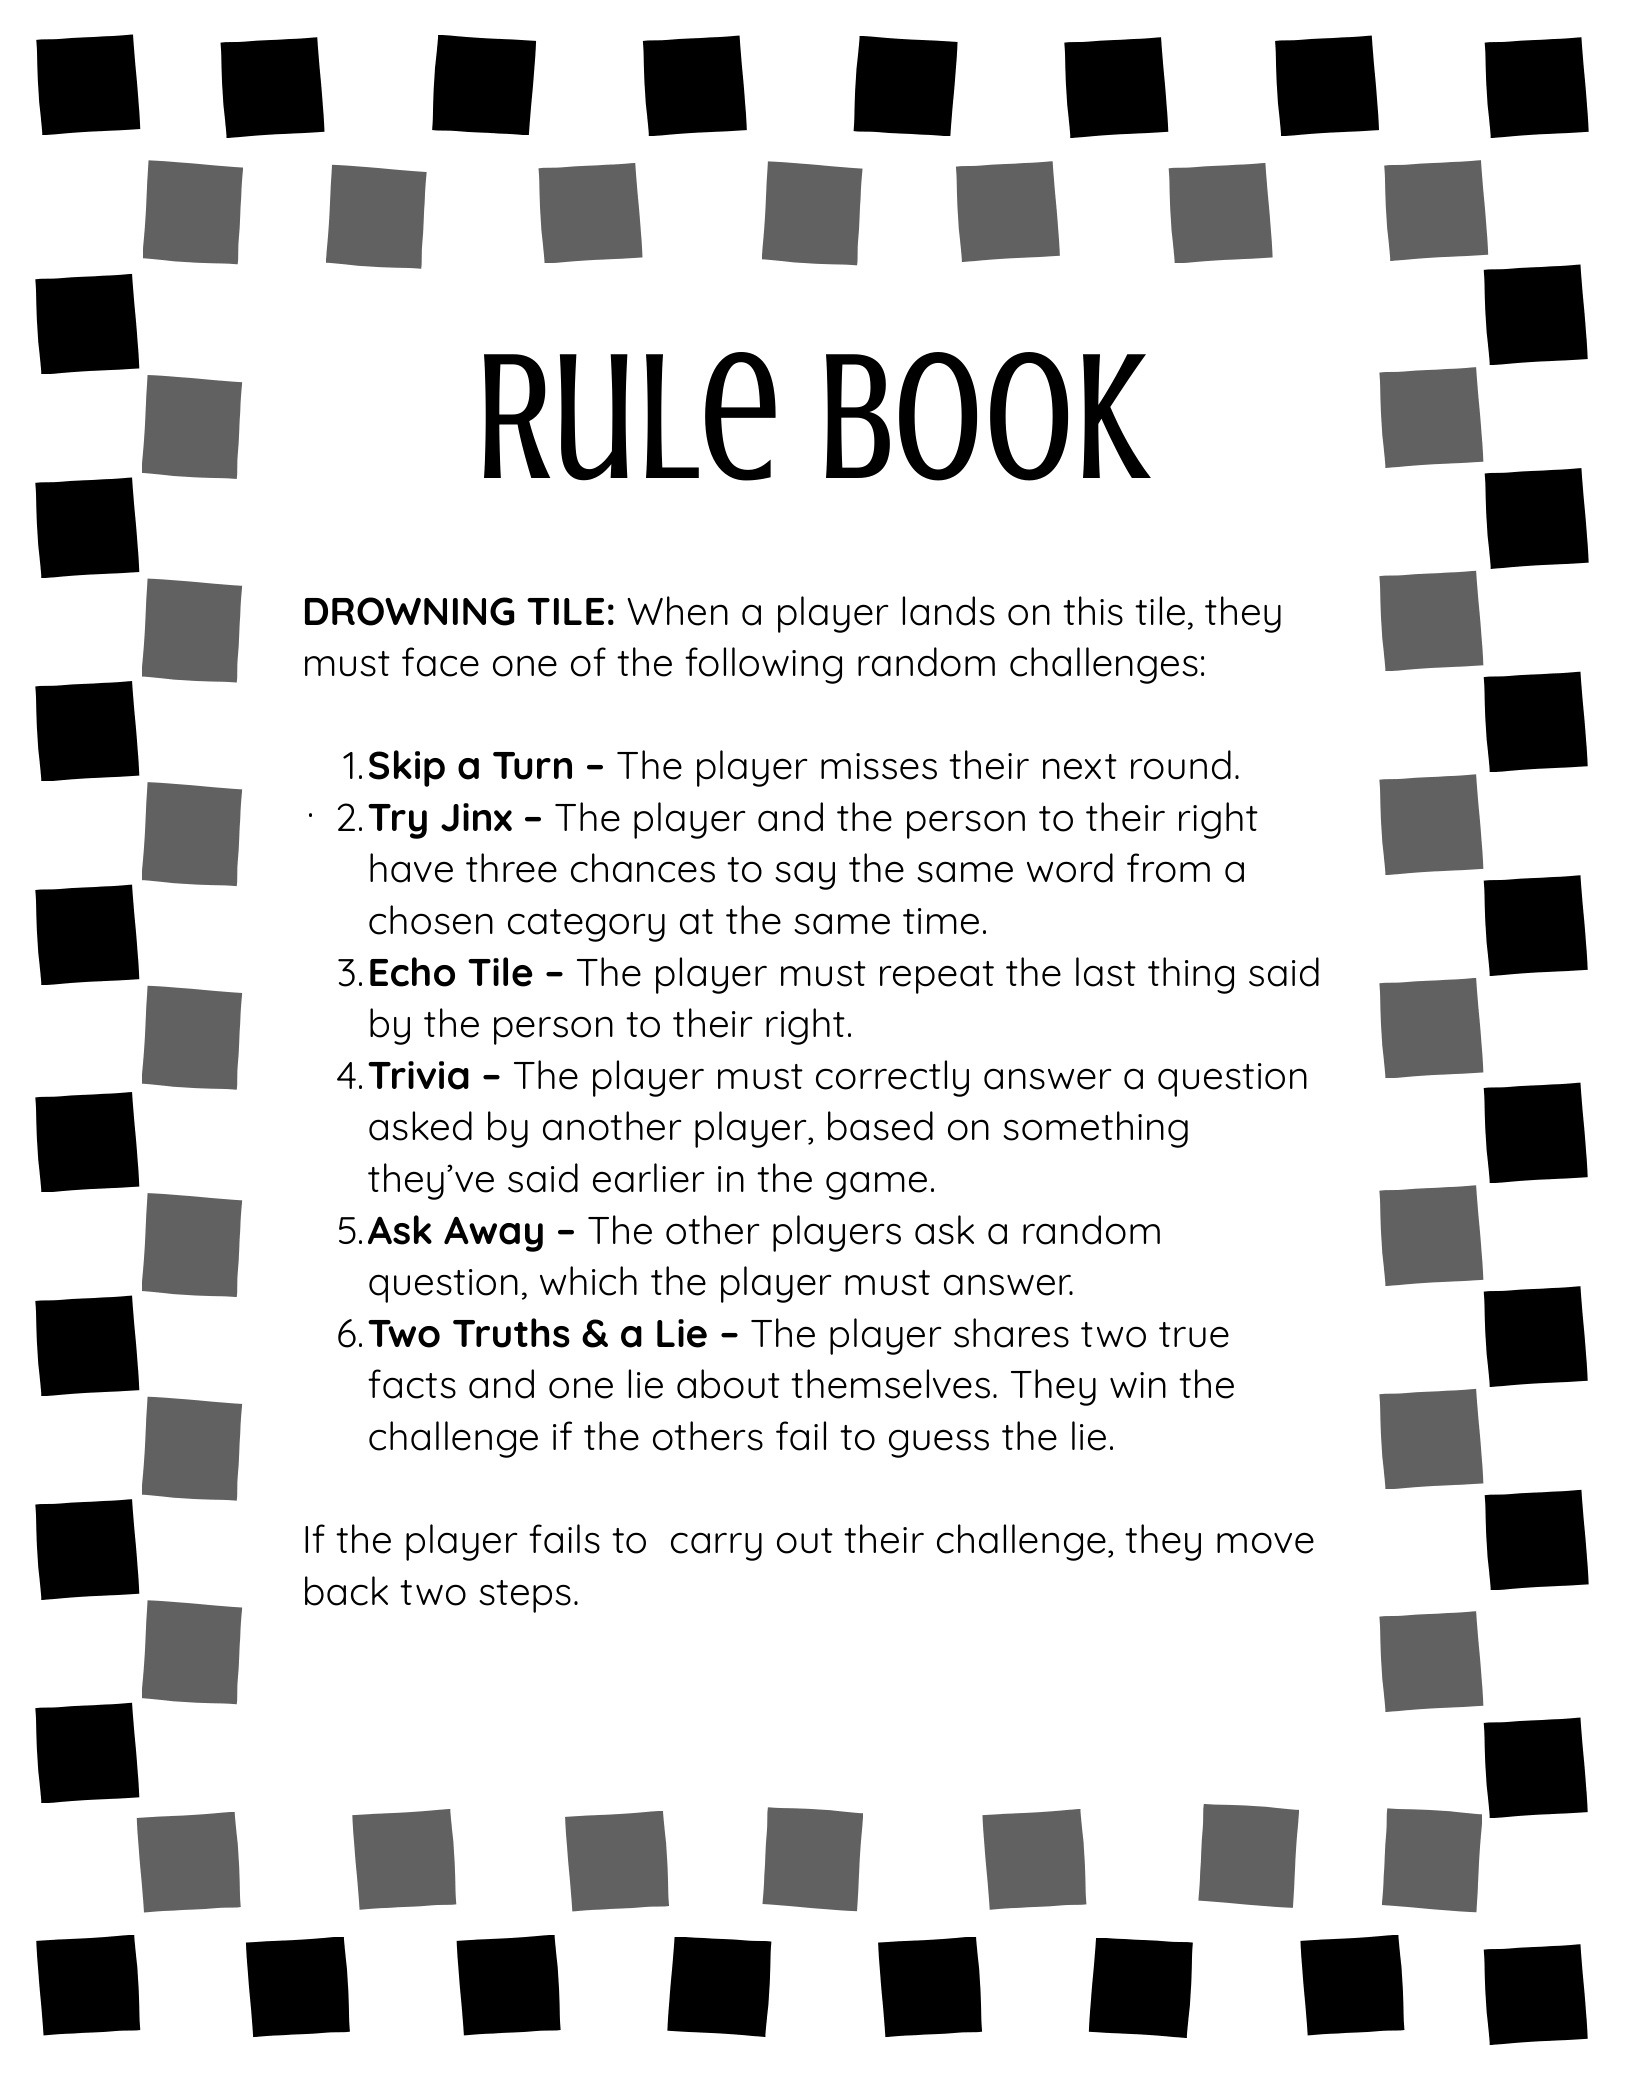 RuLe BOOK
DROWNING TILE: When a player lands on this tile, they
must face one of the following random challenges:
1. Skip a Turn – The player misses their next round.
· 2. Try Jinx – The player and the person to their right
have three chances to say the same word from a
chosen category at the same time.
3. Echo Tile – The player must repeat the last thing said
by the person to their right.
4. Trivia – The player must correctly answer a question
asked by another player, based on something
they’ve said earlier in the game.
5. Ask Away – The other players ask a random
question, which the player must answer.
6. Two Truths & a Lie – The player shares two true
facts and one lie about themselves. They win the
challenge if the others fail to guess the lie.
If the player fails to  carry out their challenge, they move
back two steps.